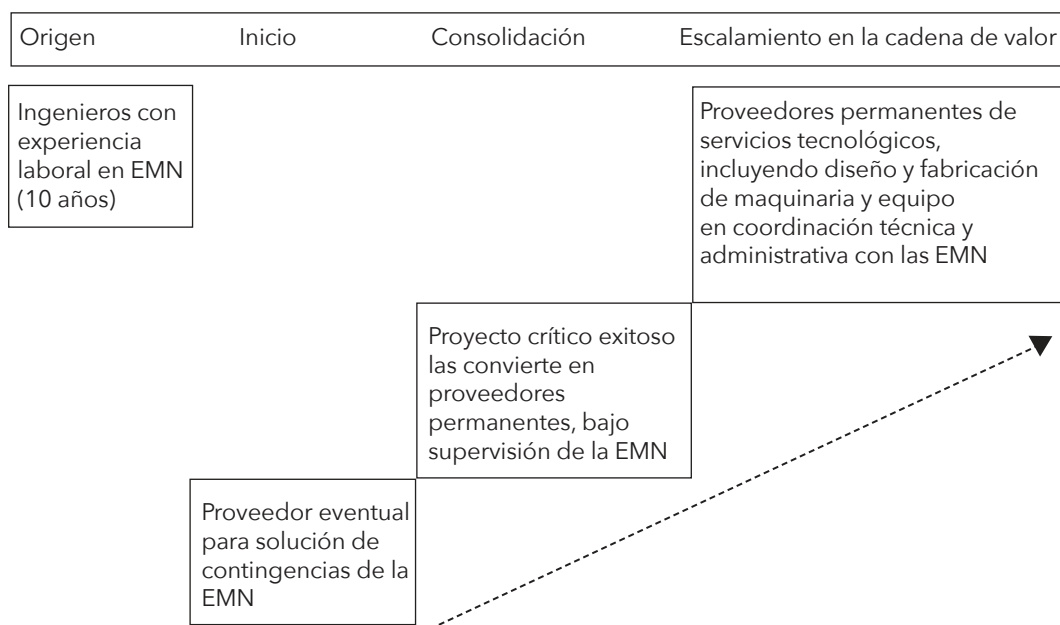 Origen Inicio Consolidación Escalamiento en la cadena de valor
Ingenieros con
experiencia
laboral en EMN
(10 años)
Proveedores permanentes de
servicios tecnológicos,
incluyendo diseño y fabricación
de maquinaria y equipo
en coordinación técnica y
administrativa con las EMN
Proyecto crítico exitoso
las convierte en
proveedores
permanentes, bajo
supervisión de la EMN
Proveedor eventual
para solución de
contingencias de la
EMN